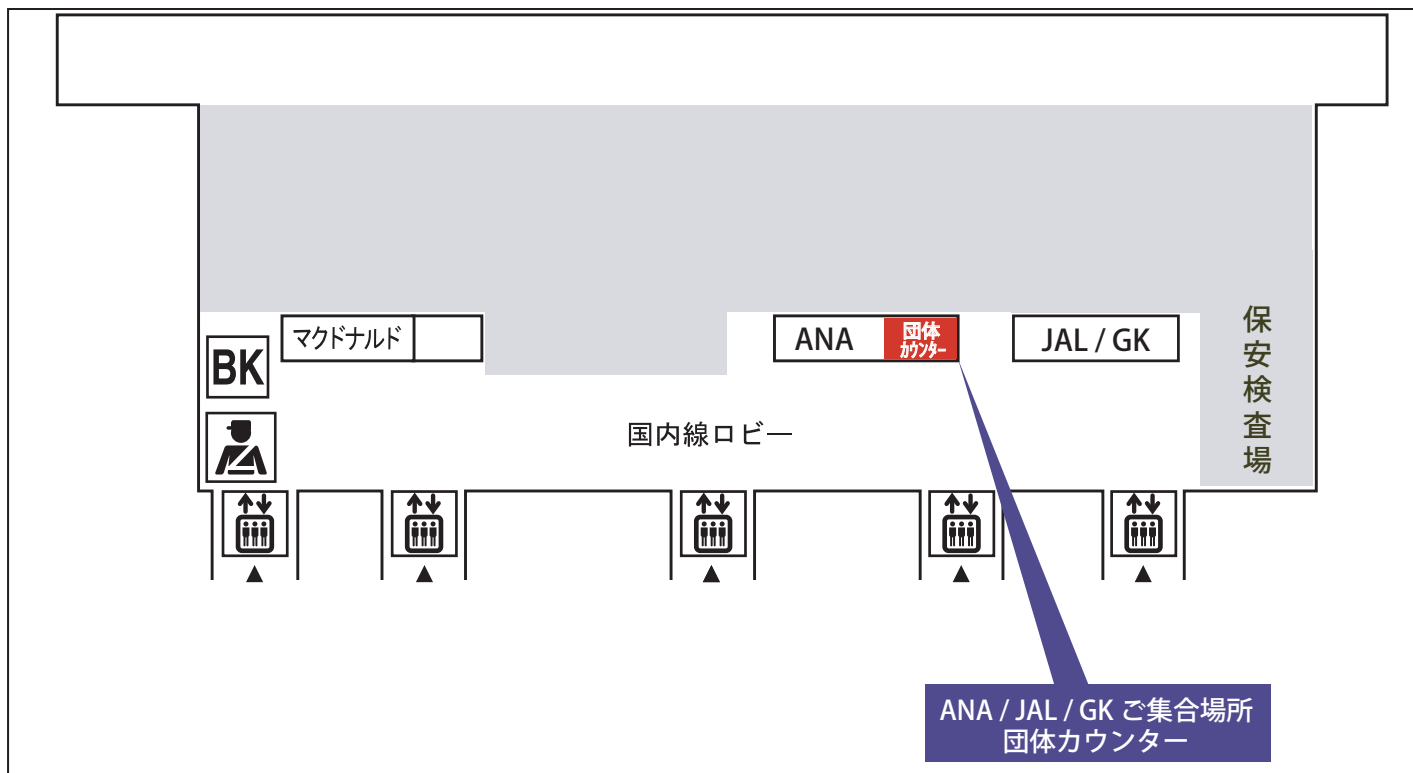 マクドナルド
ANA
団体
カウンター
JAL / GK
保安検査場
BK
国内線ロビー
ANA / JAL / GK ご集合場所
団体カウンター